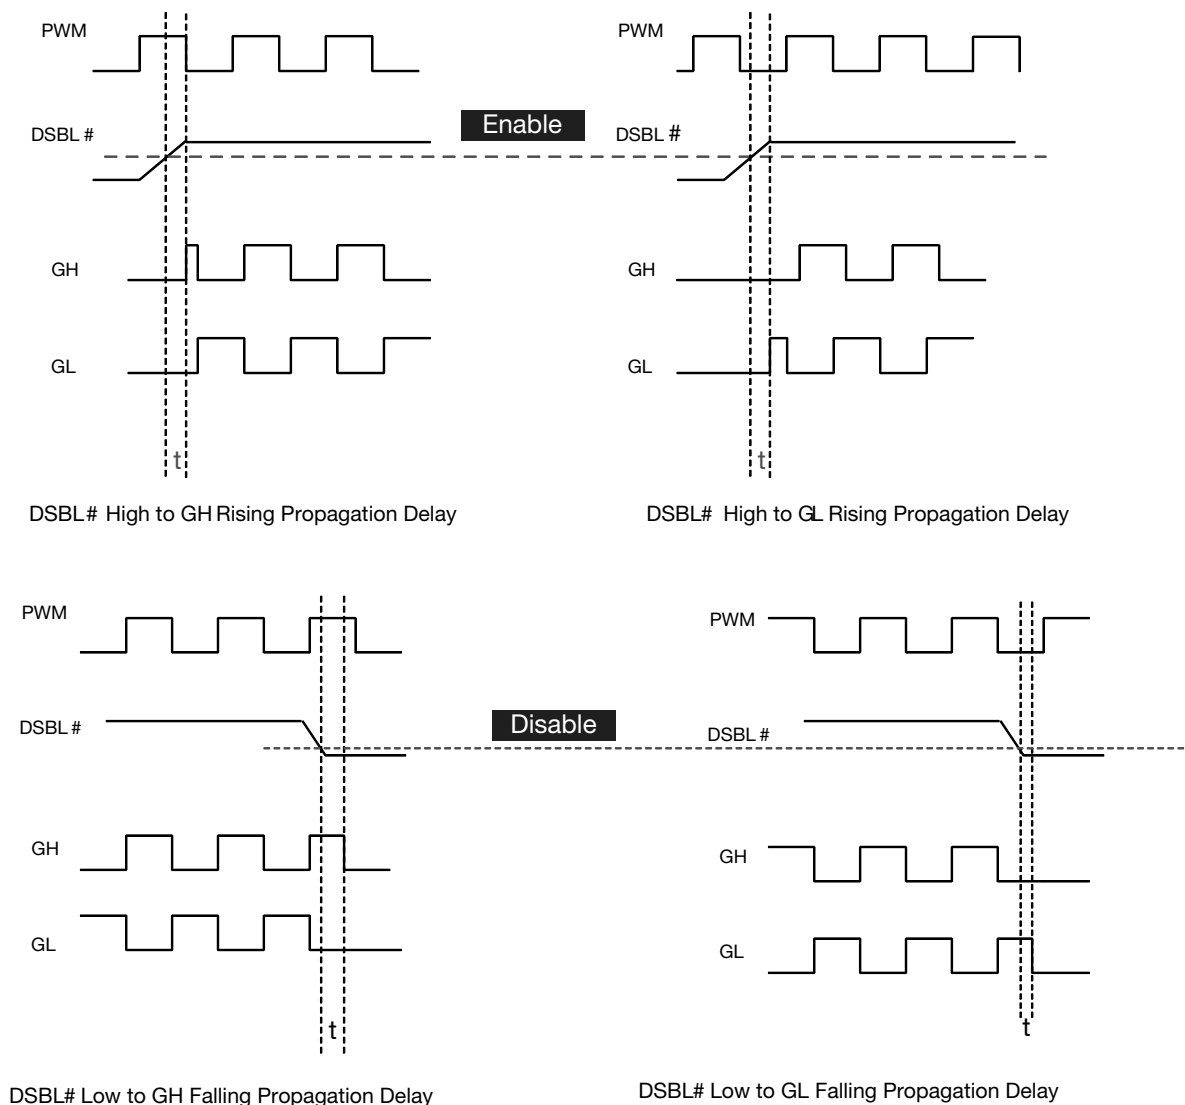 PWM
PWM
DSBL #
Enable
DSBL #
GH
GH
GL
GL
t
t
DSBL# High to GH Rising Propagation Delay
DSBL# High to GL Rising Propagation Delay
PWM
PWM
DSBL #
Disable
DSBL #
GH
GH
GL
GL
t
t
DSBL# Low to GH Falling Propagation Delay
DSBL# Low to GL Falling Propagation Delay